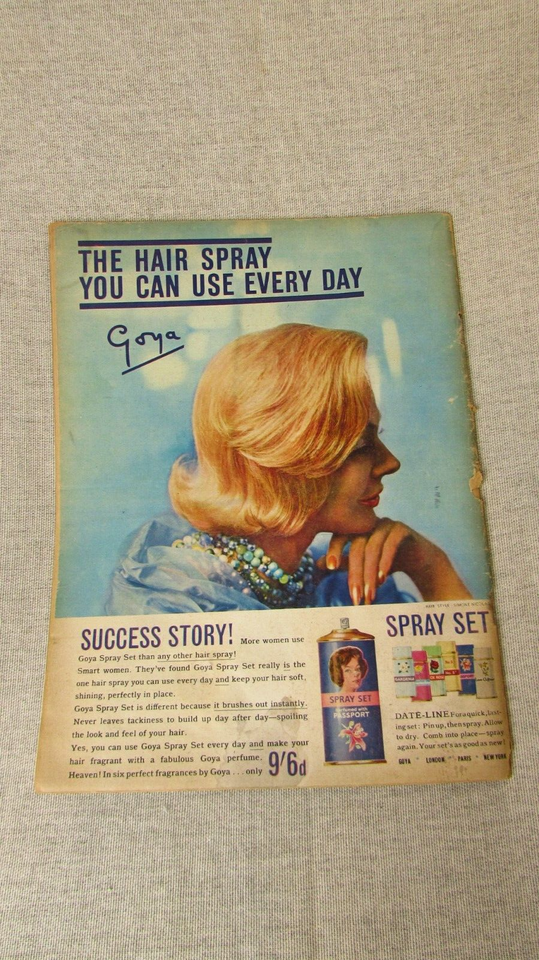 THE HAIR SPRAY
YOU CAN USE EVERY DAY
Goya
HAIR STYLE
SUCCESS STORY! More women use
Goya Spray Set than any other hair spray!
Smart women. They've found Goya Spray Set really is the
one hair spray you can use every day and keep your hair soft,
shining, perfectly in place.
Goya Spray Set is different because it brushes out instantly.
Never leaves tackiness to build up day after day—spoiling
the look and feel of your hair.
Yes, you can use Goya Spray Set every day and make your
hair fragrant with a fabulous Goya perfume.
Heaven! In six perfect fragrances by Goya ... only 9'6d
SPRAY SET
PASSPORT
SPRAY SET
GARDENIA
DATE-LINE For a quick, last-
ing set: Pin up, then spray. Allow
to dry. Comb into place—spray
again. Your set's as good as new!
GOYA · LONDON · PARIS · NEW YORK